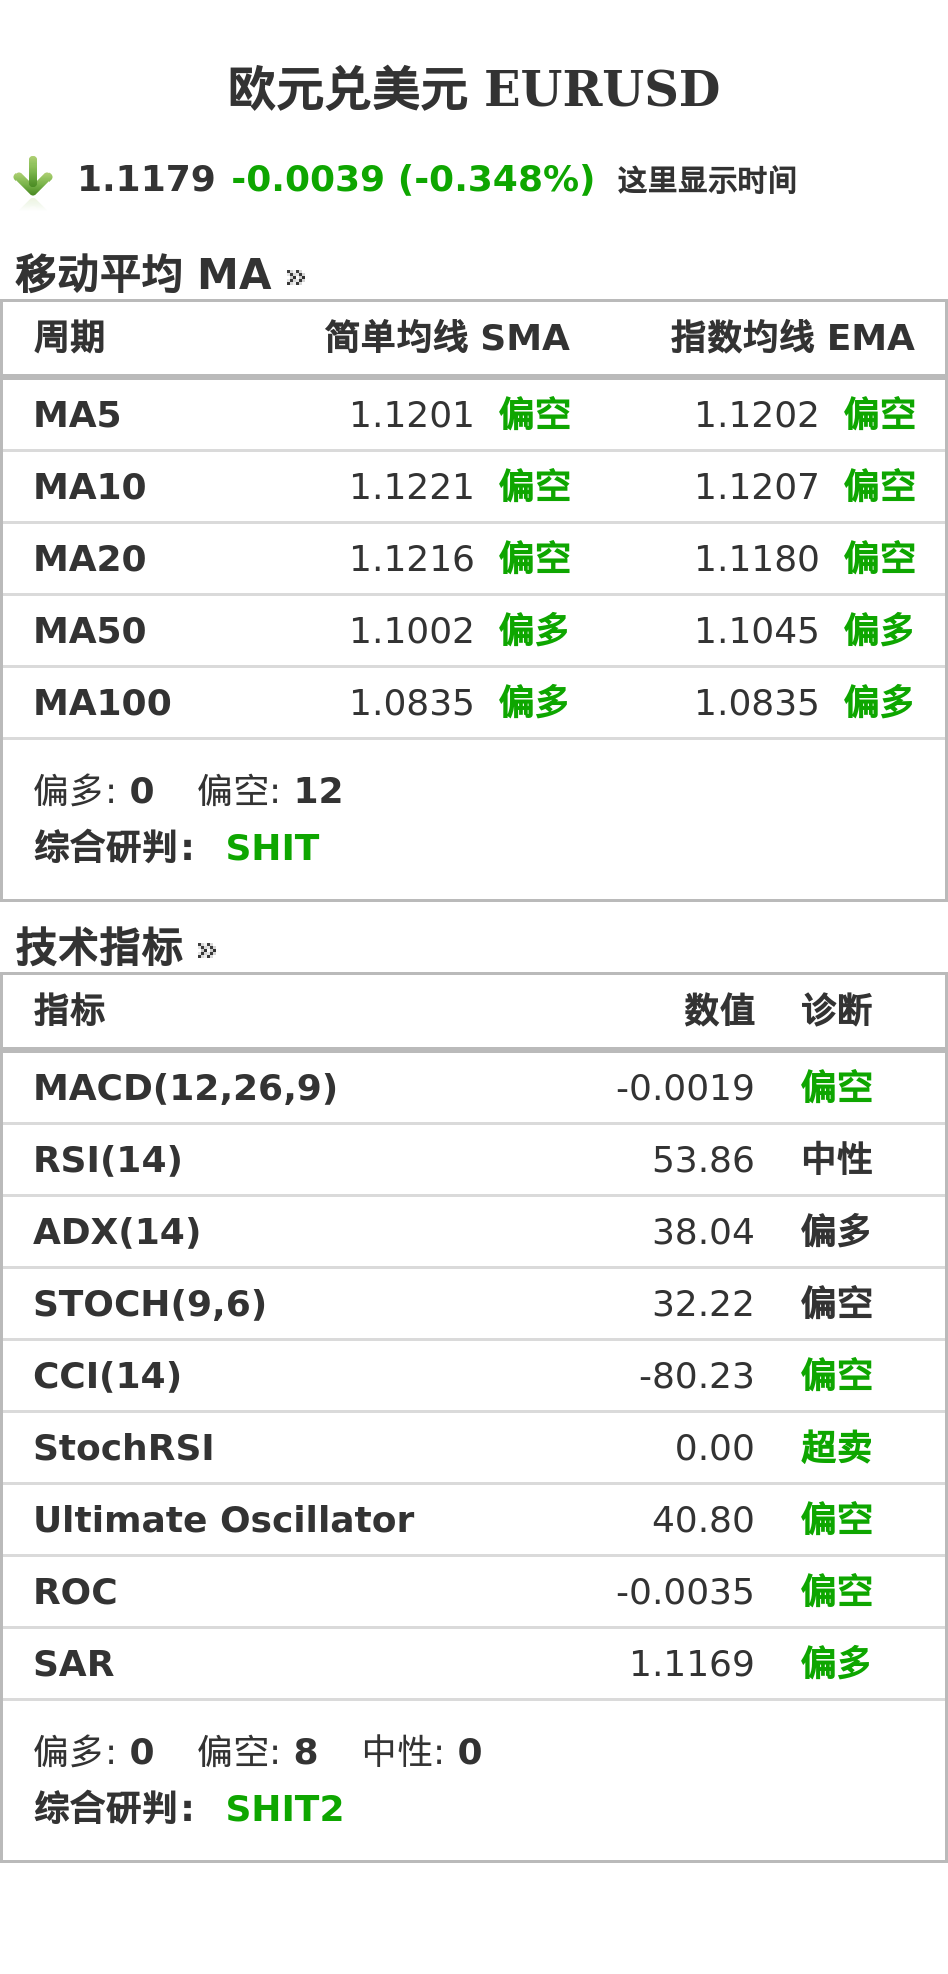 欧元兑美元 EURUSD
1.1179 -0.0039 (-0.348%) 这里显示时间
移动平均 MA »
周期 简单均线 SMA 指数均线 EMA
MA5 1.1201 偏空 1.1202 偏空
MA10 1.1221 偏空 1.1207 偏空
MA20 1.1216 偏空 1.1180 偏空
MA50 1.1002 偏多 1.1045 偏多
MA100 1.0835 偏多 1.0835 偏多
偏多: 0 偏空: 12
综合研判: SHIT
技术指标 »
指标 数值 诊断
MACD(12,26,9) -0.0019 偏空
RSI(14) 53.86 中性
ADX(14) 38.04 偏多
STOCH(9,6) 32.22 偏空
CCI(14) -80.23 偏空
StochRSI 0.00 超卖
Ultimate Oscillator 40.80 偏空
ROC -0.0035 偏空
SAR 1.1169 偏多
偏多: 0 偏空: 8 中性: 0
综合研判: SHIT2